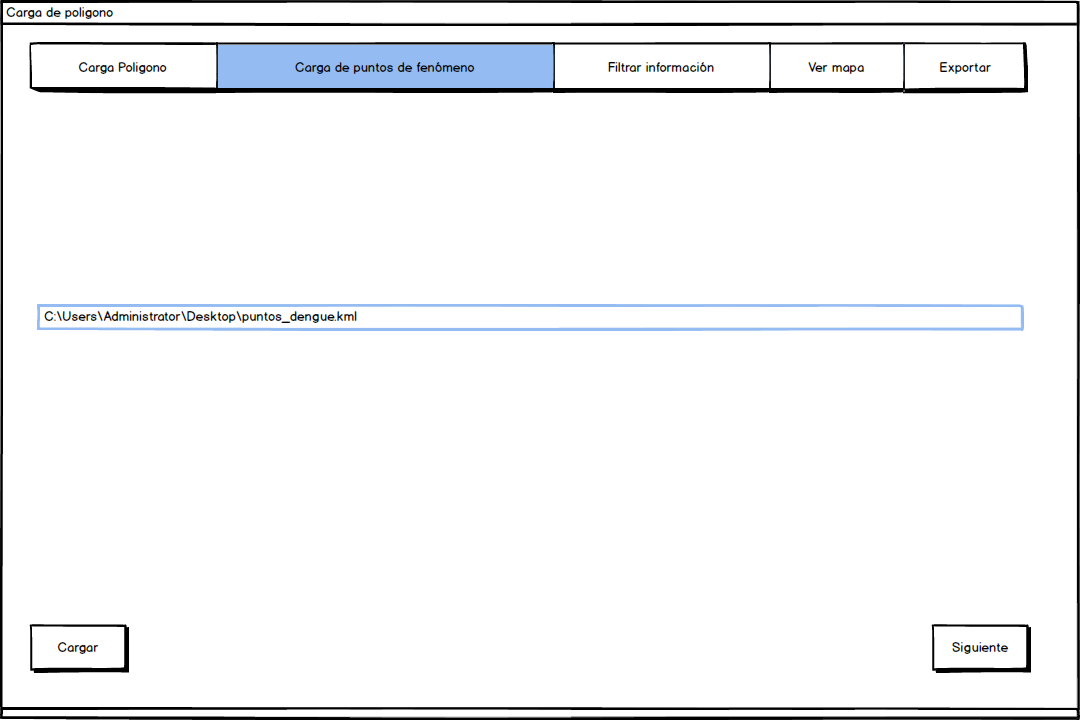 Carga de poligono
Carga Poligono
Carga de puntos de fenómeno
Filtrar información
Ver mapa
Exportar
C:\Users\Administrator\Desktop\puntos_dengue.kml
Cargar
Siguiente